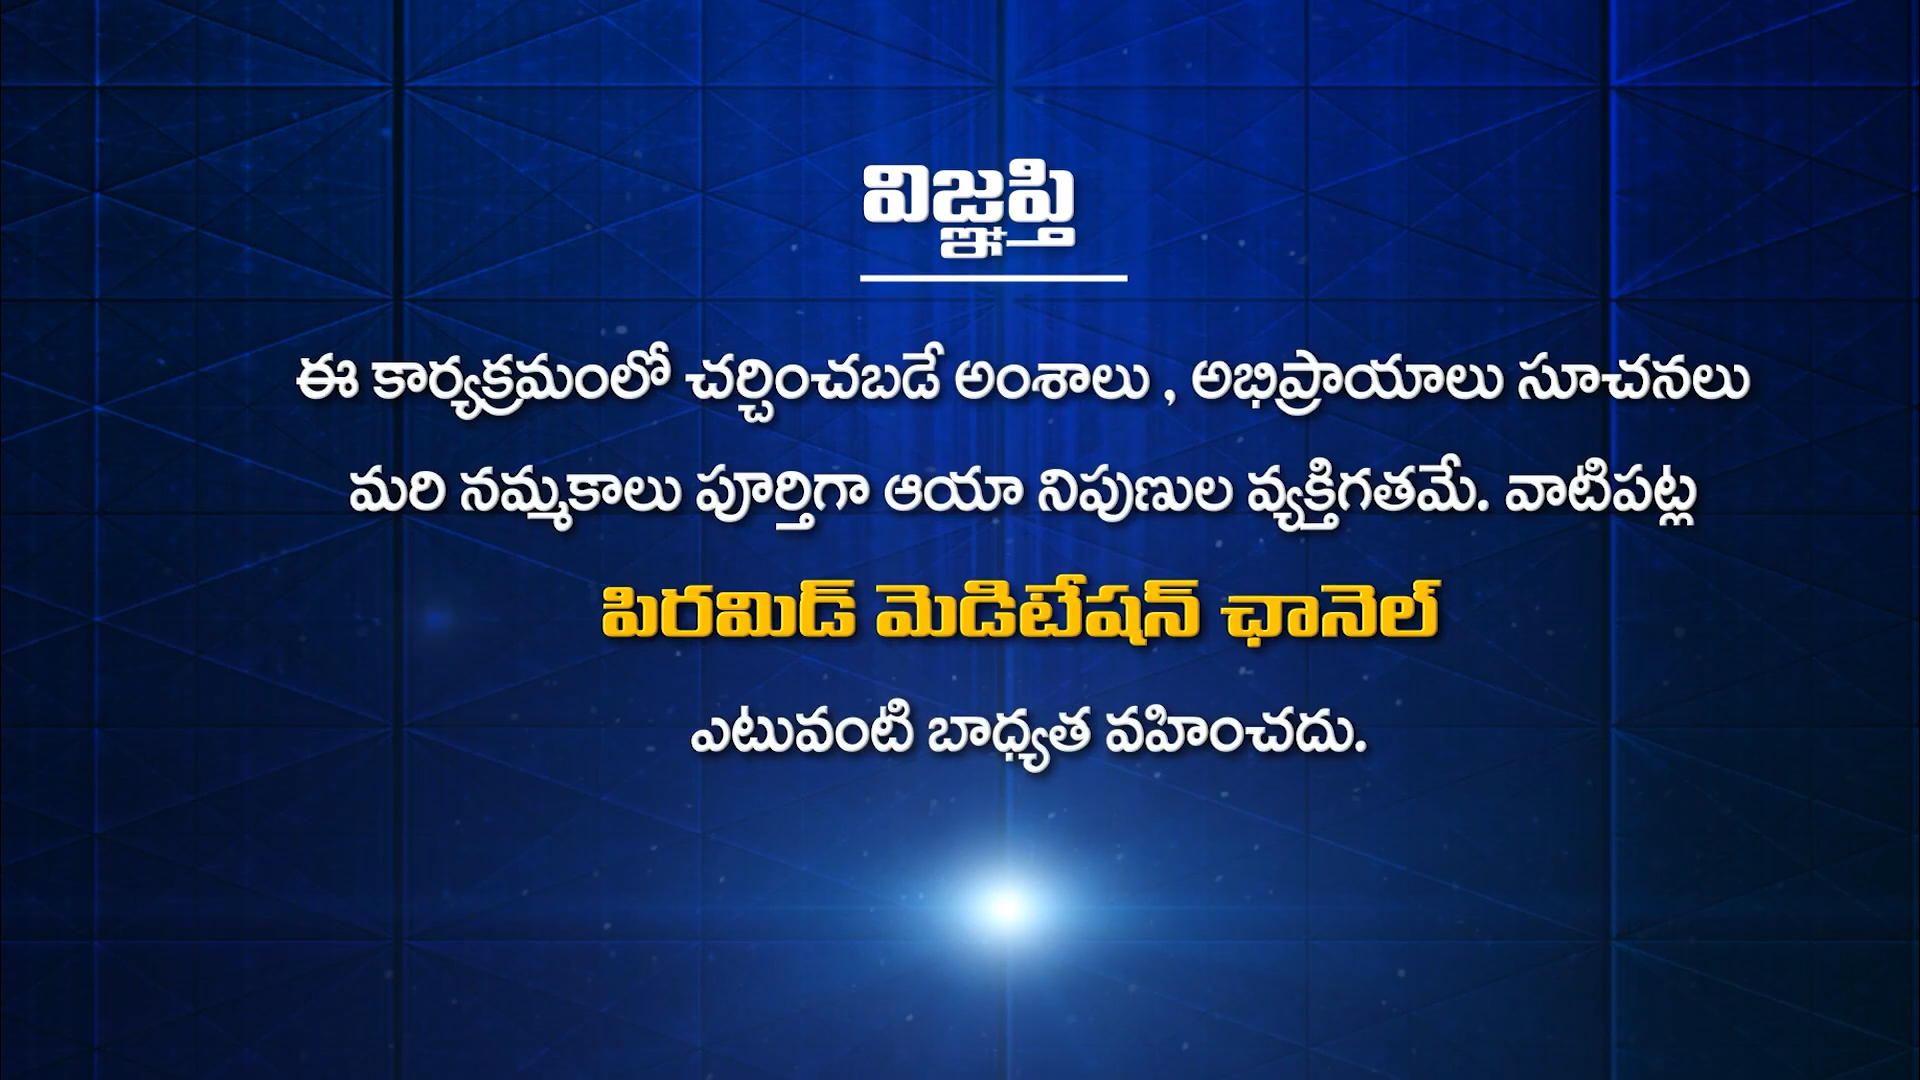 విజ్ఞప్తి
ఈ కార్యక్రమంలో చర్చించబడే అంశాలు , అభిప్రాయాలు సూచనలు
మరి నమ్మకాలు పూర్తిగా ఆయా నిపుణుల వ్యక్తిగతమే. వాటిపట్ల
పిరమిడ్ మెడిటేషన్ ఛానెల్
ఎటువంటి బాధ్యత వహించదు.